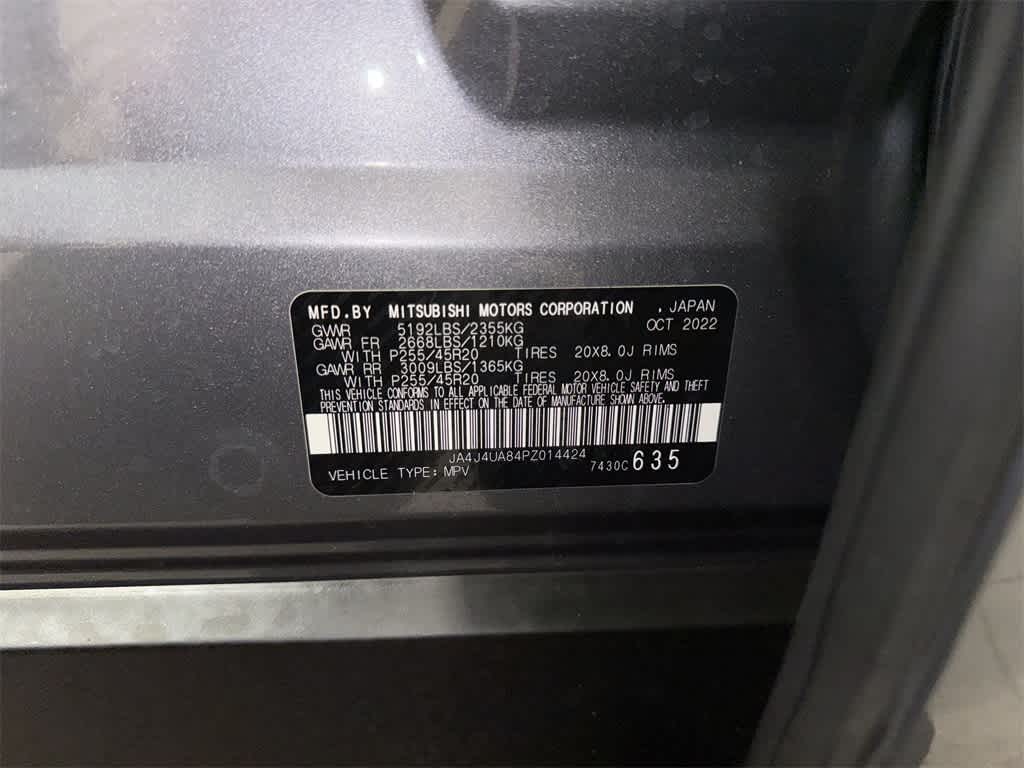 MFD.BY MITSUBISHI MOTORS CORPORATION , JAPAN
GVWR 5192LBS/2355KG OCT 2022
GAWR FR 2668LBS/1210KG
WITH P255/45R20 TIRES 20X8.0J RIMS
GAWR RR 3009LBS/1365KG
WITH P255/45R20 TIRES 20X8.0J RIMS
THIS VEHICLE CONFORMS TO ALL APPLICABLE FEDERAL MOTOR VEHICLE SAFETY AND THEFT
PREVENTION STANDARDS IN EFFECT ON THE DATE OF MANUFACTURE SHOWN ABOVE.
JA4J4UA84PZ014424
VEHICLE TYPE: MPV 7430C 635